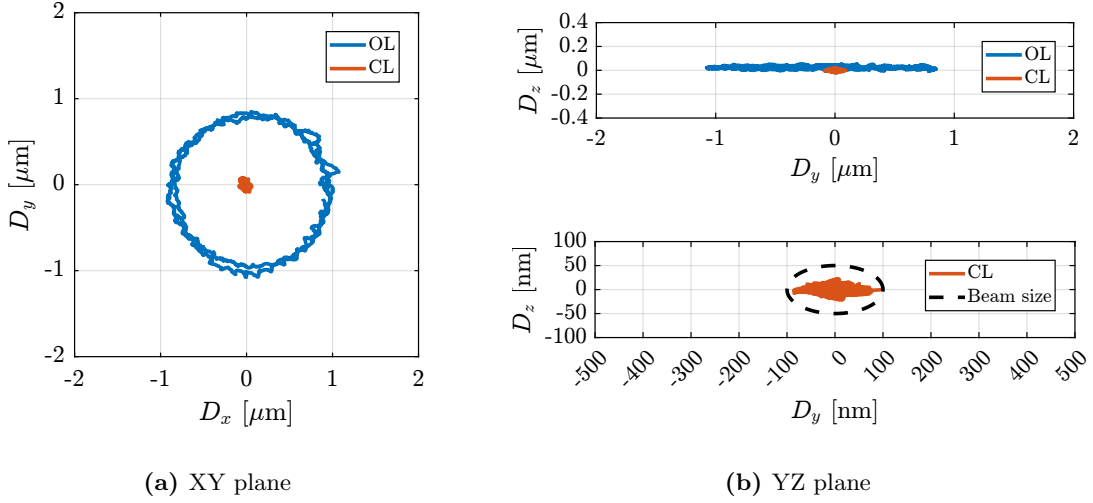 2
1
0
-1
-2
D_y [μm]
-2 -1 0 1 2
D_x [μm]
OL
CL
(a) XY plane
0.4
0.2
0
-0.2
-0.4
D_z [μm]
-2 -1 0 1 2
D_y [μm]
OL
CL
100
50
0
-50
-100
D_z [nm]
-500 -400 -300 -200 -100 0 100 200 300 400 500
D_y [nm]
CL
Beam size
(b) YZ plane